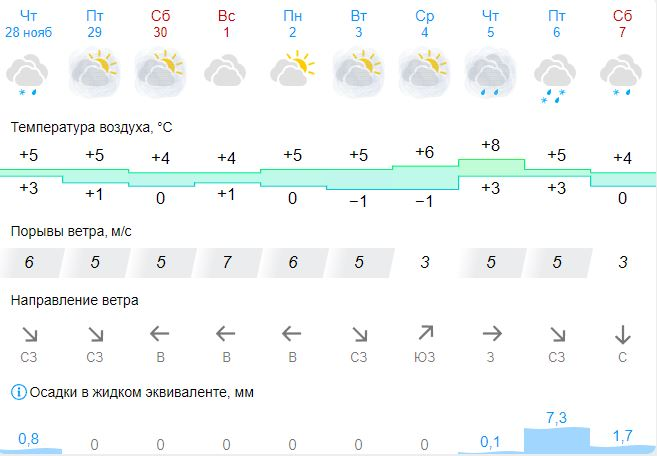 Чт Пт Сб Вс Пн Вт Ср Чт Пт Сб
28 нояб 29 30 1 2 3 4 5 6 7
Температура воздуха, °C
+5 +5 +4 +4 +5 +5 +6 +8 +5 +4
+3 +1 0 +1 0 −1 −1 +3 +3 0
Порывы ветра, м/с
6 5 5 7 6 5 3 5 5 3
Направление ветра
СЗ СЗ В В В СЗ ЮЗ З СЗ С
Осадки в жидком эквиваленте, мм
0,8 0 0 0 0 0 0 0,1 7,3 1,7